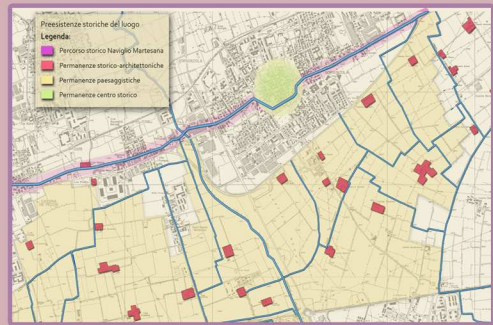 Preesistenze storiche del luogo
Legenda:
Percorso storico Naviglio Martesana
Permanenze storico-architettoniche
Permanenze paesaggistiche
Permanenze centro storico